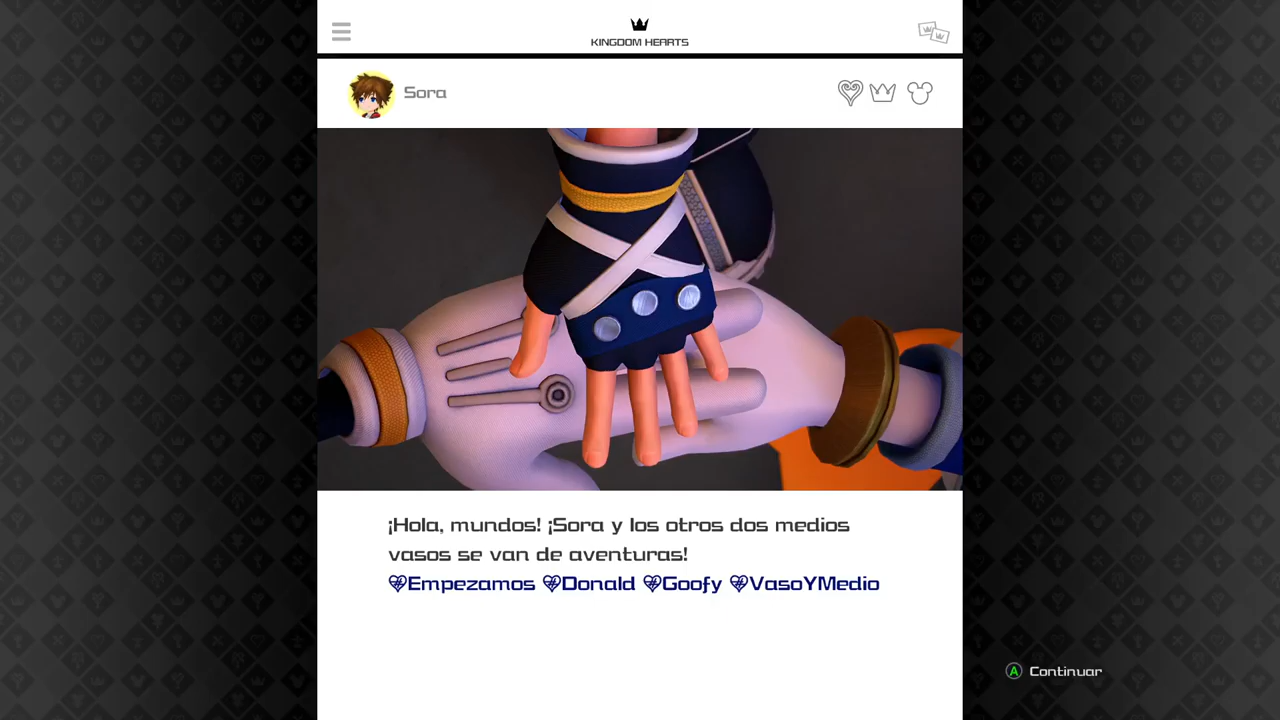 KINGDOM HEARTS
Sora
¡Hola, mundos! ¡Sora y los otros dos medios
vasos se van de aventuras!
Empezamos Donald Goofy VasoYMedio
A Continuar